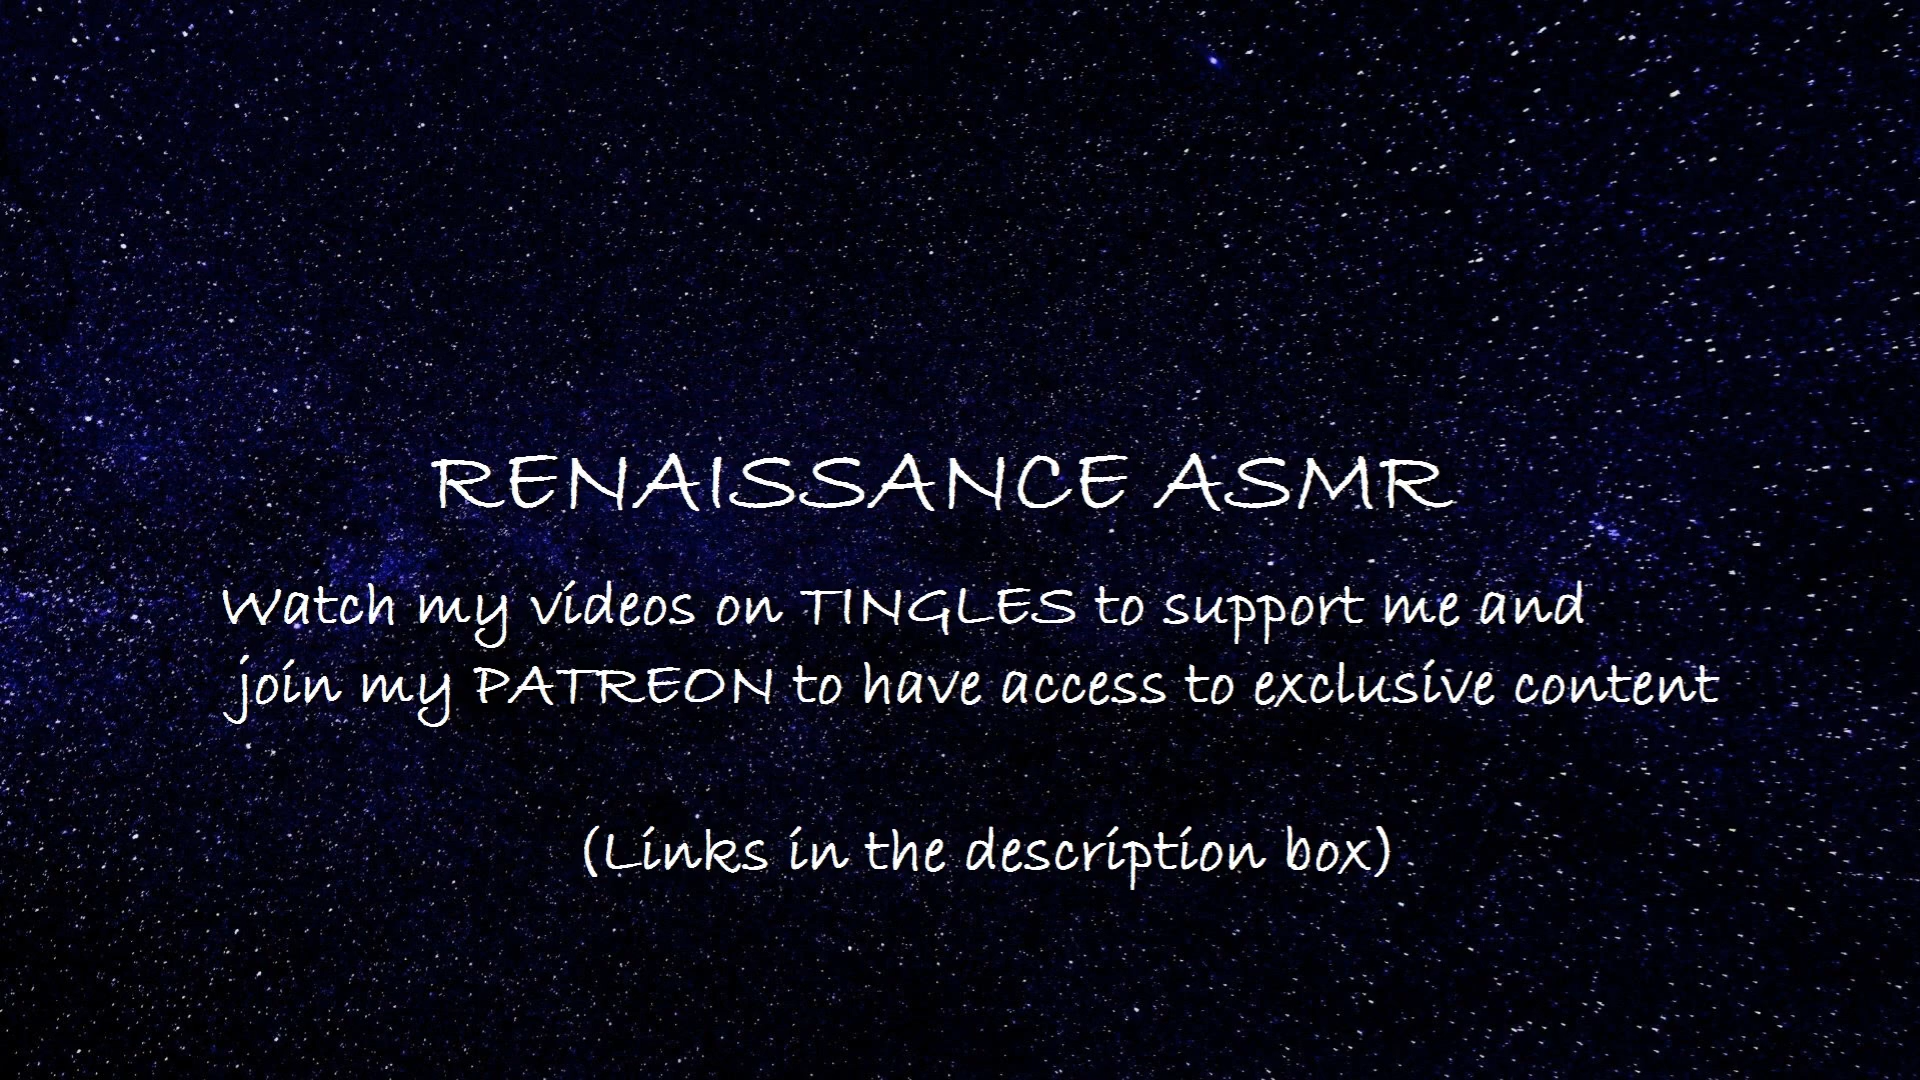 RENAISSANCE ASMR
Watch my videos on TINGLES to support me and
join my PATREON to have access to exclusive content
(Links in the description box)